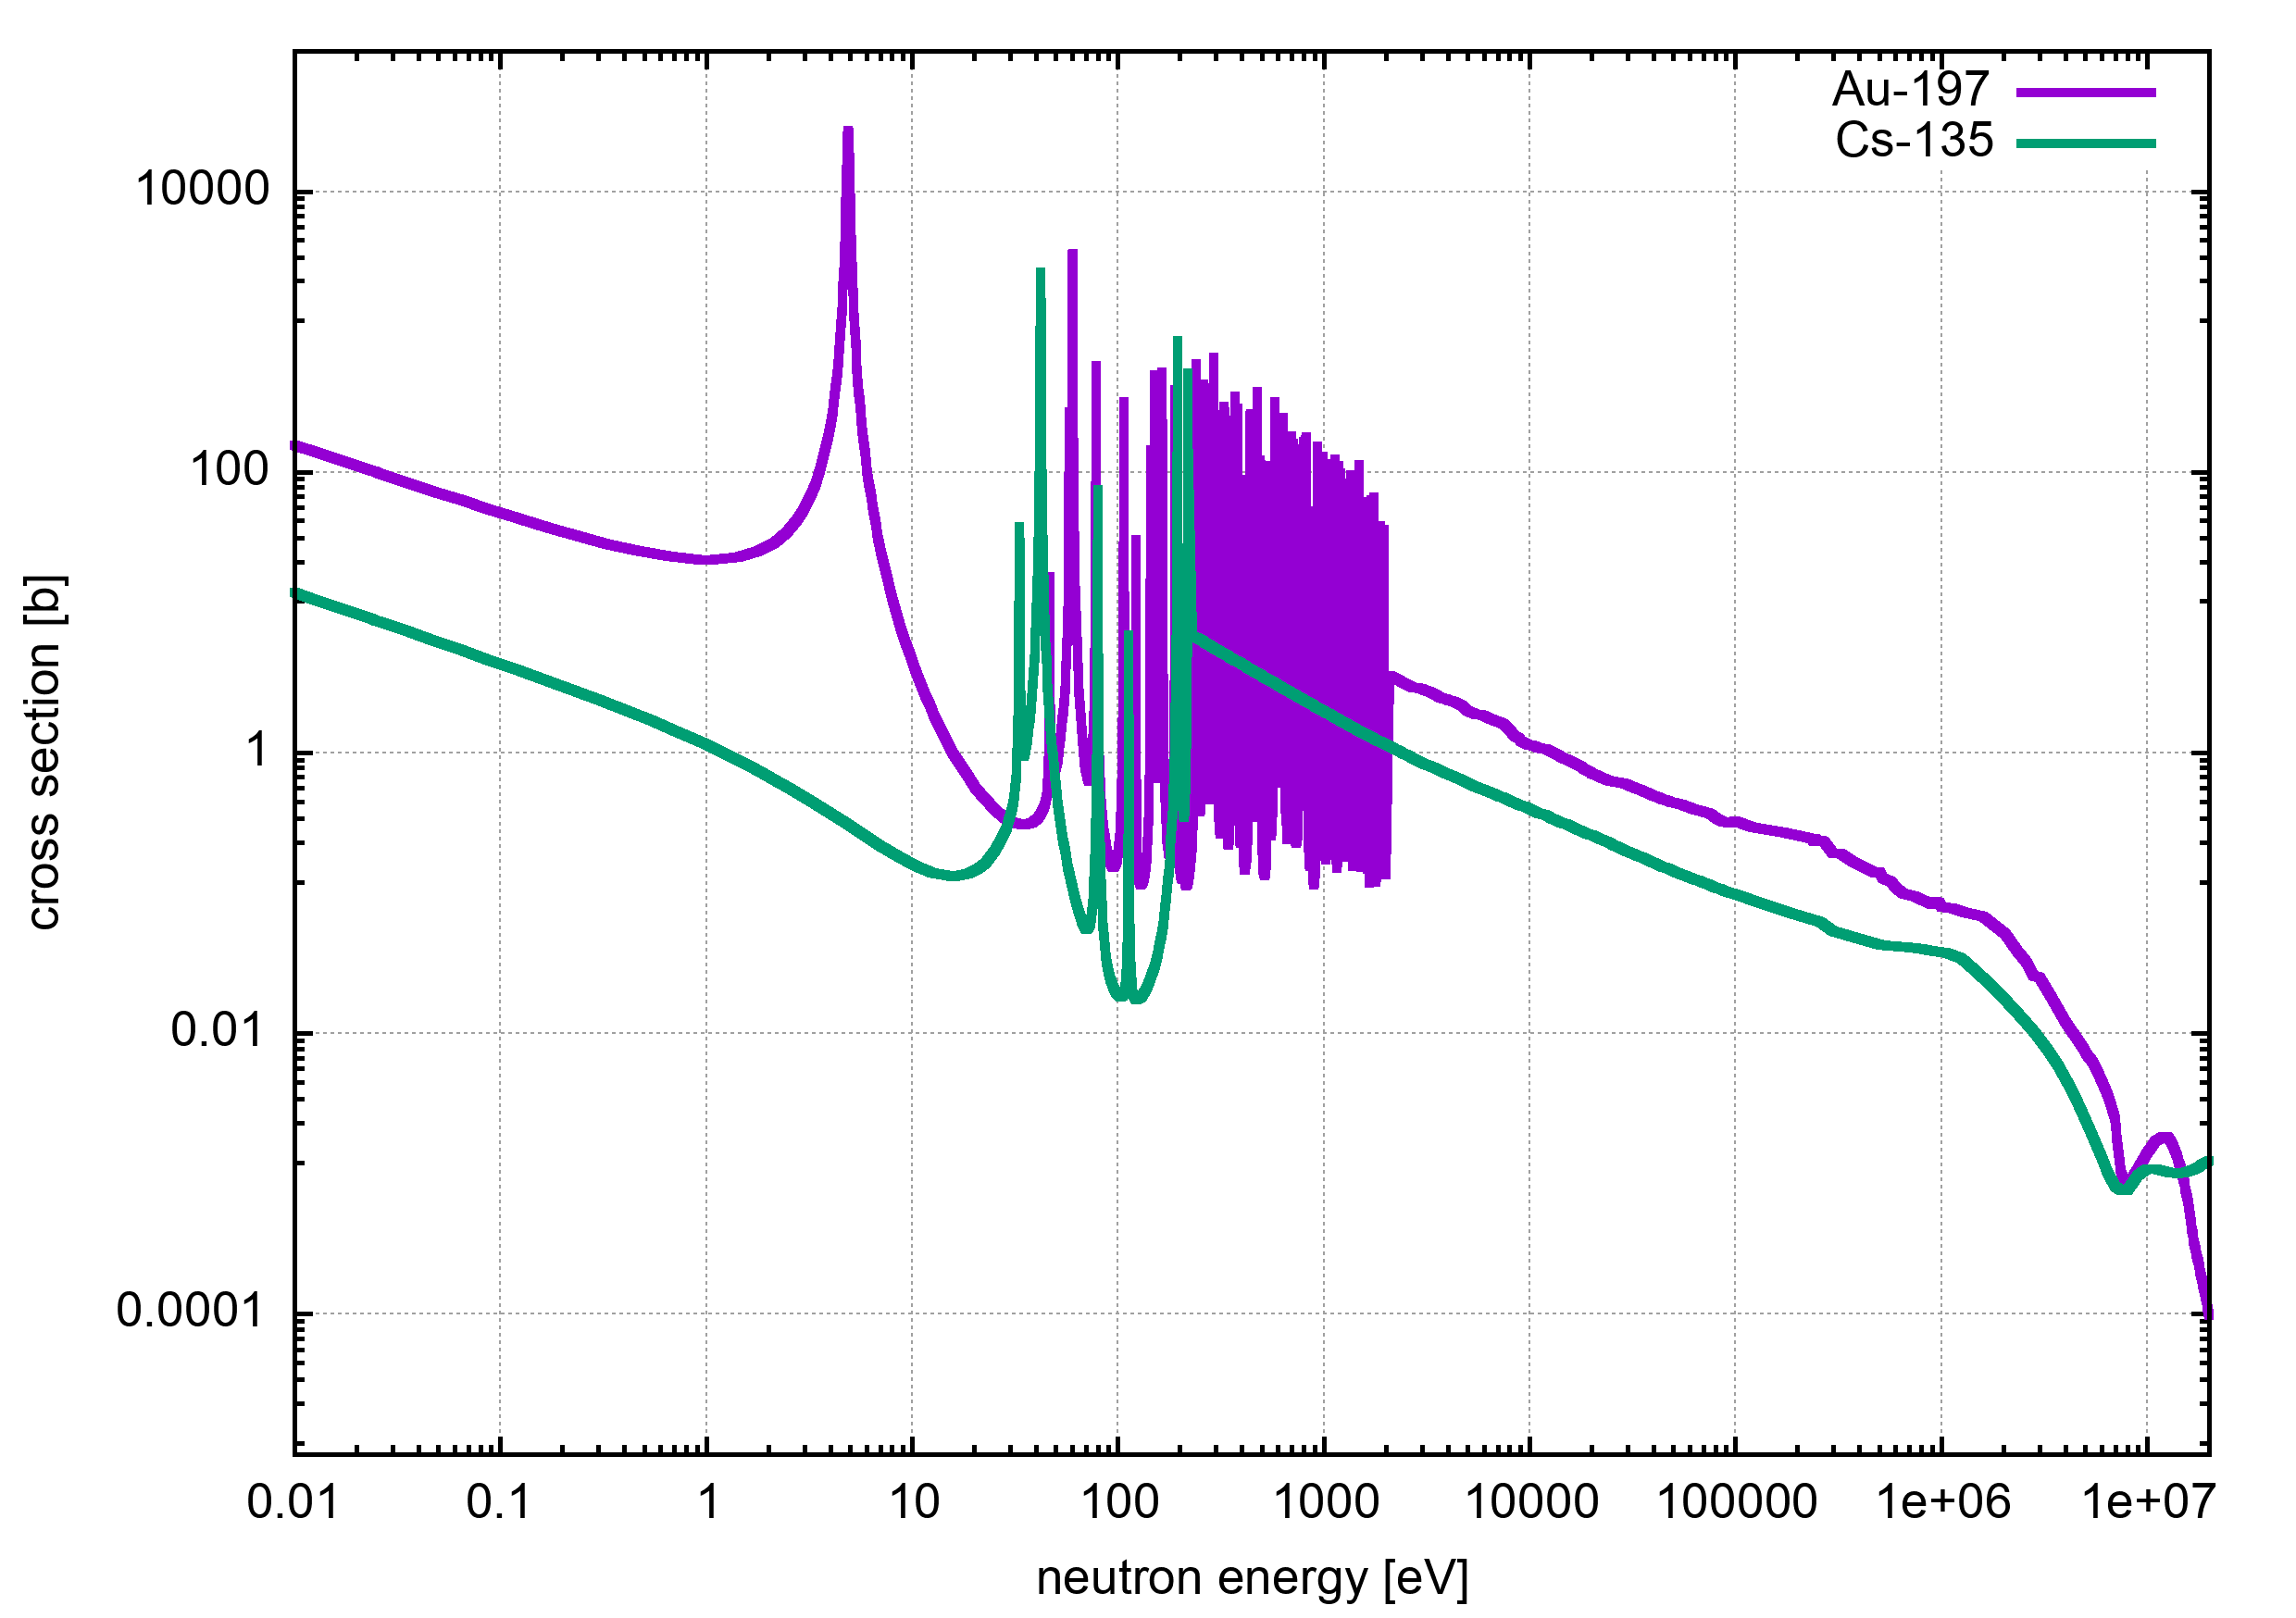 Au-197
Cs-135
10000
100
1
0.01
0.0001
cross section [b]
0.01 0.1 1 10 100 1000 10000 100000 1e+06 1e+07
neutron energy [eV]